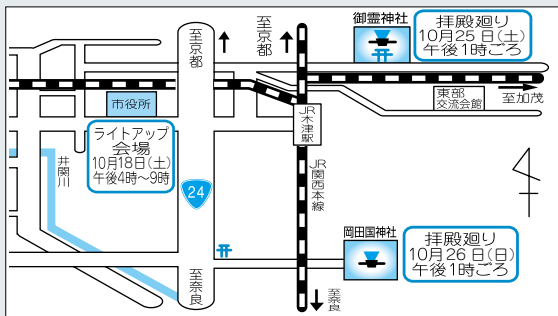 至京都
至京都
御霊神社
拝殿廻り
10月25日(土)
午後1時ごろ
市役所
東部
交流会館
至加茂
JR木津駅
ライトアップ
会場
10月18日(土)
午後4時〜9時
井関川
24
JR関西本線
岡田国神社
拝殿廻り
10月26日(日)
午後1時ごろ
至奈良
至奈良